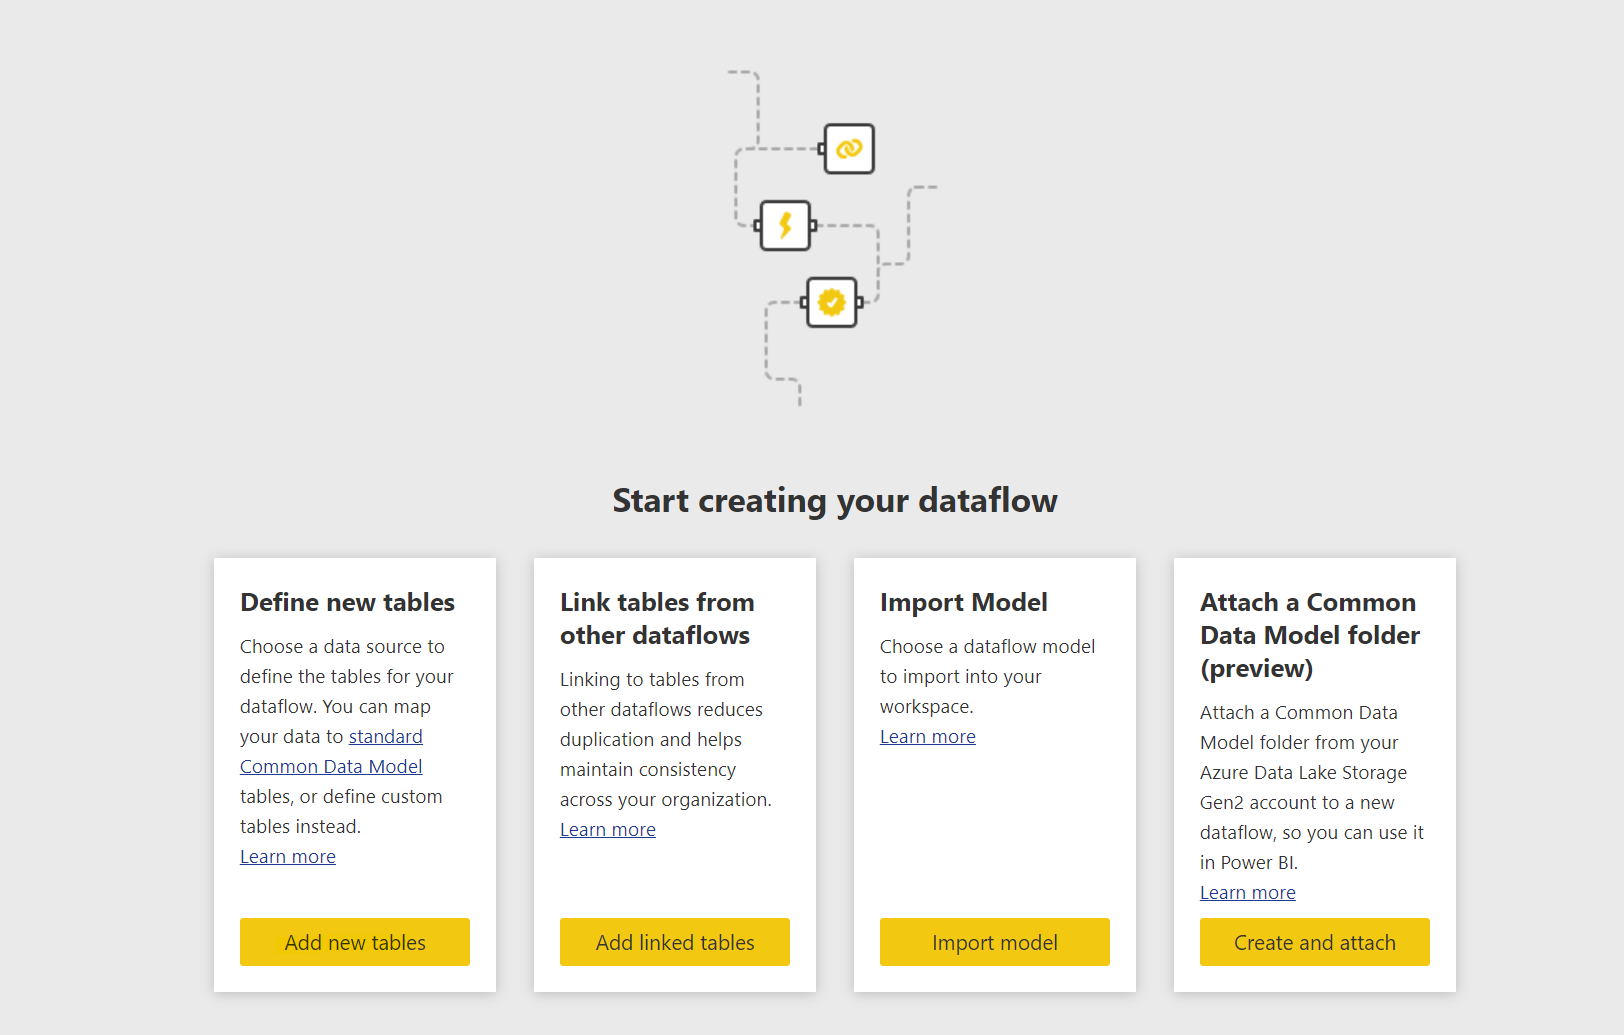 Start creating your dataflow
Define new tables
Choose a data source to
define the tables for your
dataflow. You can map
your data to standard
Common Data Model
tables, or define custom
tables instead.
Learn more
Add new tables
Link tables from
other dataflows
Linking to tables from
other dataflows reduces
duplication and helps
maintain consistency
across your organization.
Learn more
Add linked tables
Import Model
Choose a dataflow model
to import into your
workspace.
Learn more
Import model
Attach a Common
Data Model folder
(preview)
Attach a Common Data
Model folder from your
Azure Data Lake Storage
Gen2 account to a new
dataflow, so you can use it
in Power BI.
Learn more
Create and attach